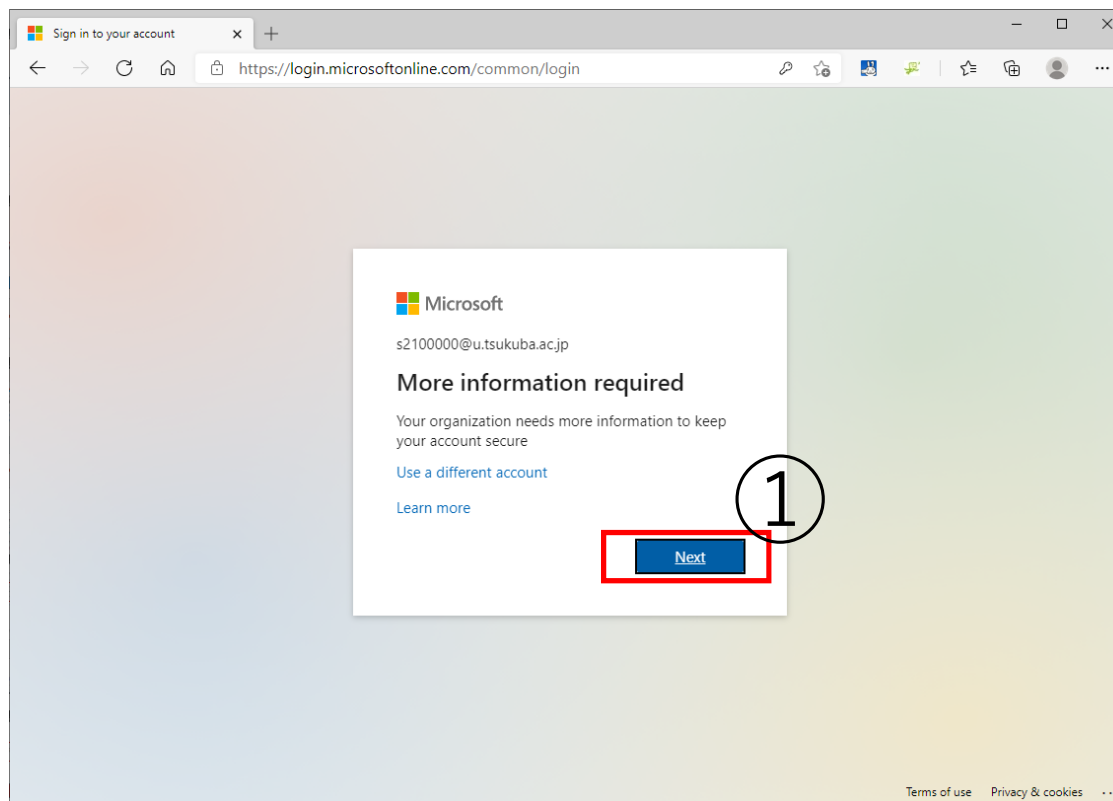 Sign in to your account
https://login.microsoftonline.com/common/login
Microsoft
s2100000@u.tsukuba.ac.jp
More information required
Your organization needs more information to keep
your account secure
Use a different account
Learn more
①
Next
Terms of use Privacy & cookies